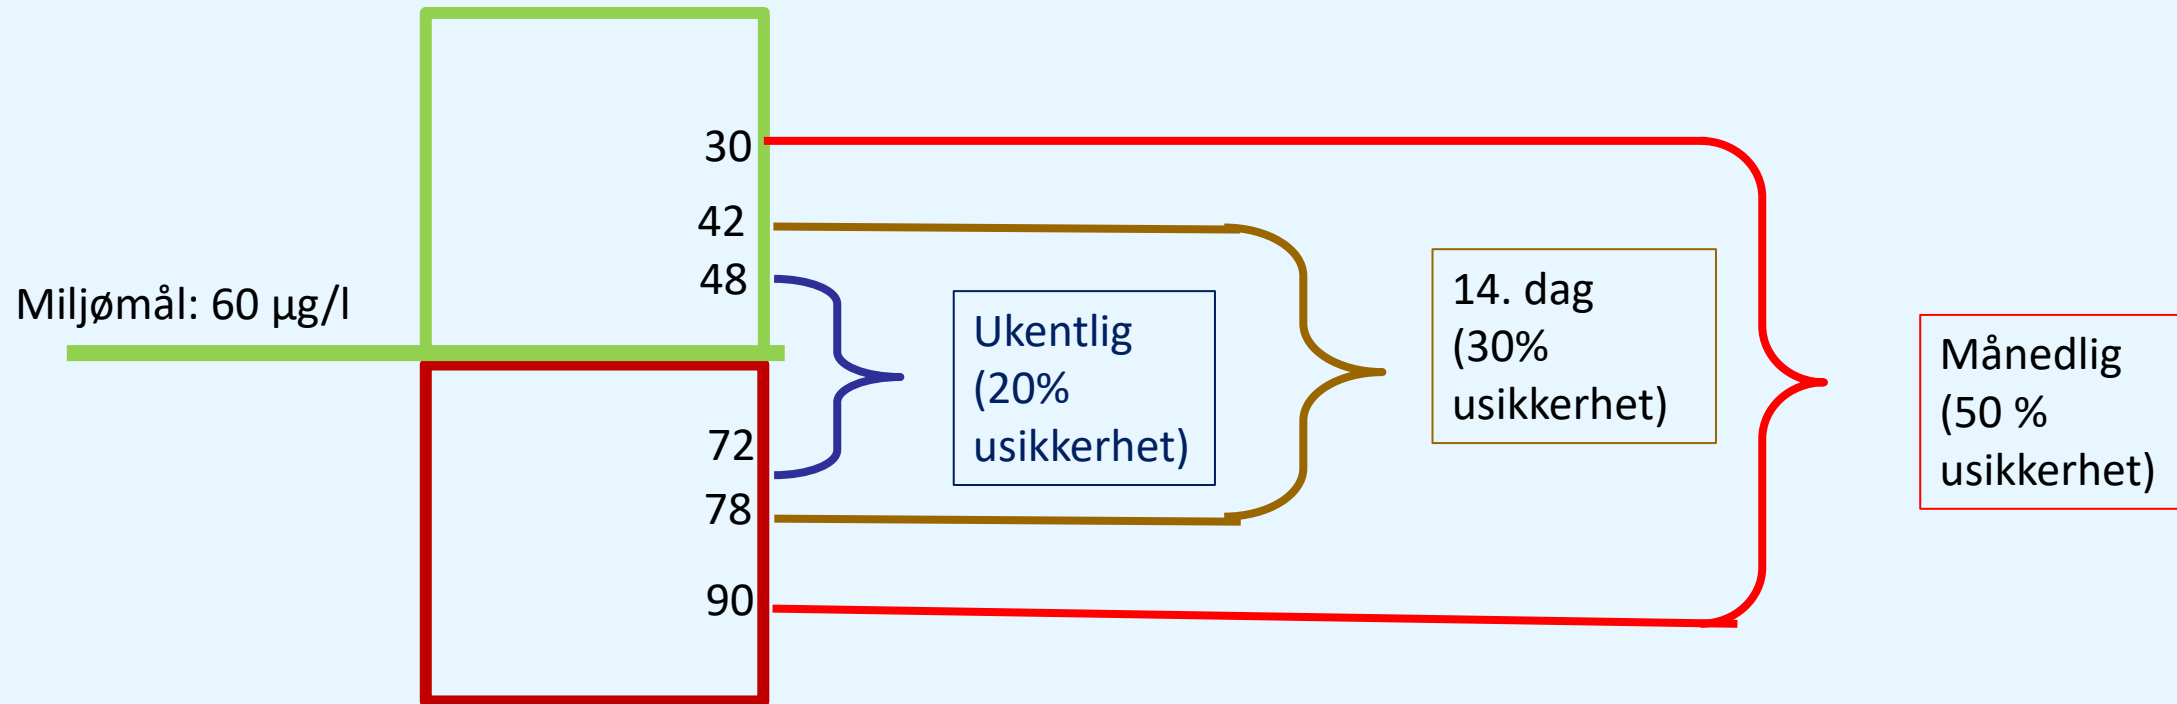 30
42
48
Miljømål: 60 µg/l
72
78
90
Ukentlig
(20%
usikkerhet)
14. dag
(30%
usikkerhet)
Månedlig
(50 %
usikkerhet)